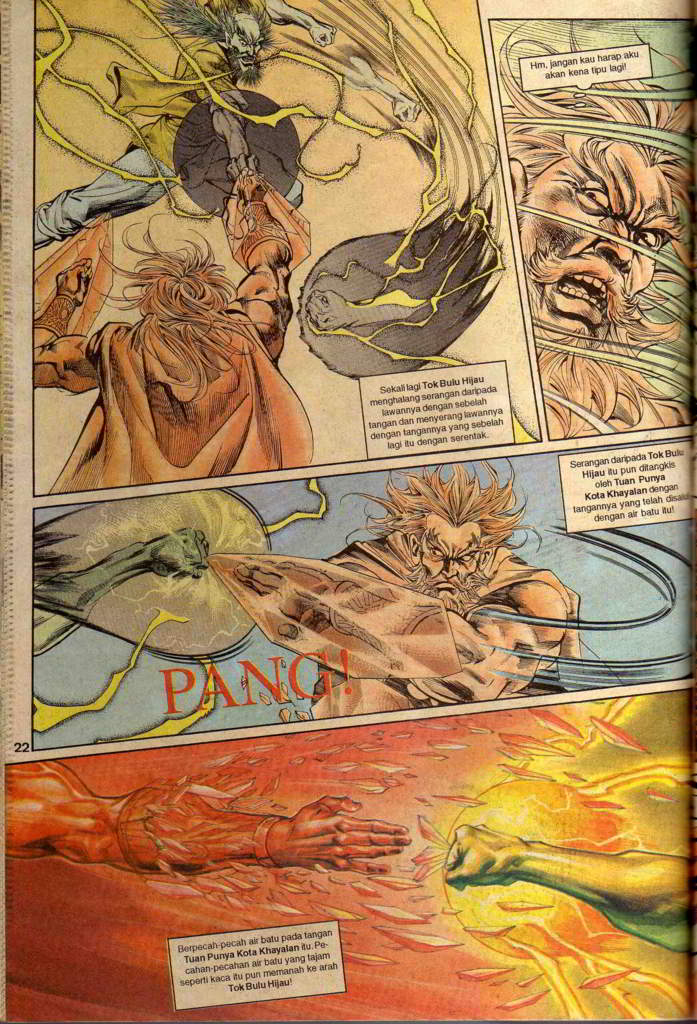 Sekali lagi Tok Bulu Hijau
menghalang serangan daripada
lawannya dengan sebelah
tangan dan menyerang lawannya
dengan tangannya yang sebelah
lagi itu dengan serentak.
Hm, jangan kau harap aku
akan kena tipu lagi!
Serangan daripada Tok Bulu
Hijau itu pun ditangkis
oleh Tuan Punya
Kota Khayalan dengan
tangannya yang telah
dengan air batu itu!
PANG!
22
Berpecah-pecah air batu pada tangan
Tuan Punya Kota Khayalan itu. Pe-
cahan-pecahan air batu yang tajam
seperti kaca itu pun memanah ke arah
Tok Bulu Hijau!